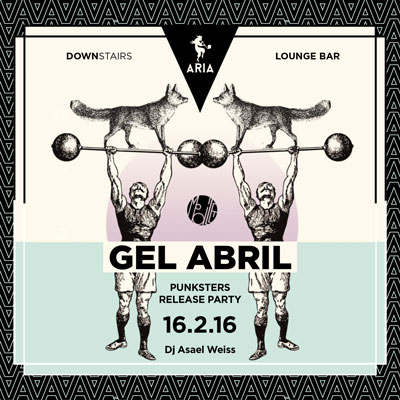 DOWNSTAIRS
ARIA
LOUNGE BAR
GEL ABRIL
PUNKSTERS
RELEASE PARTY
16.2.16
Dj Asael Weiss